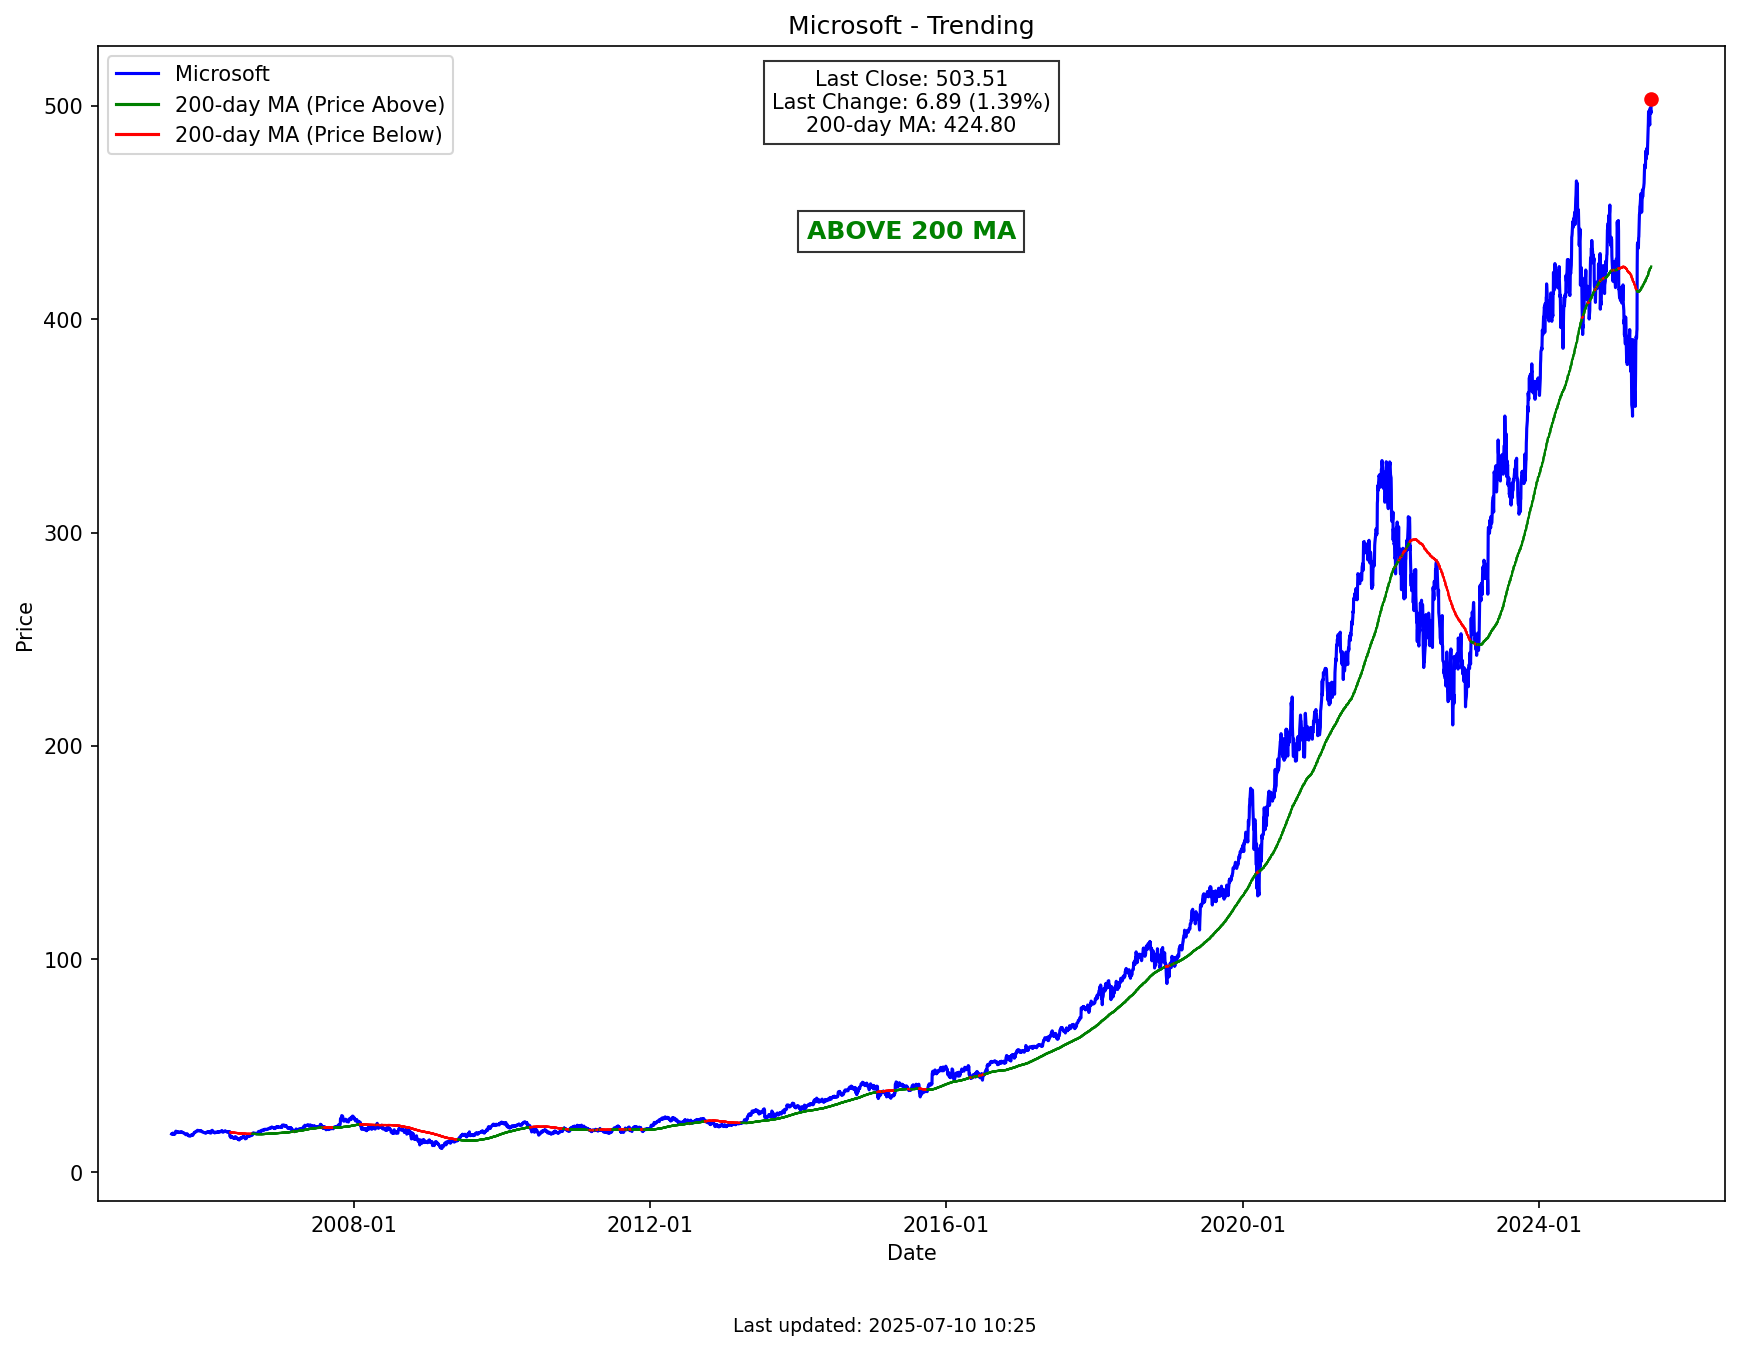 Microsoft - Trending
Microsoft
200-day MA (Price Above)
200-day MA (Price Below)
Last Close: 503.51
Last Change: 6.89 (1.39%)
200-day MA: 424.80
ABOVE 200 MA
Price
500
400
300
200
100
0
2008-01
2012-01
2016-01
2020-01
2024-01
Date
Last updated: 2025-07-10 10:25